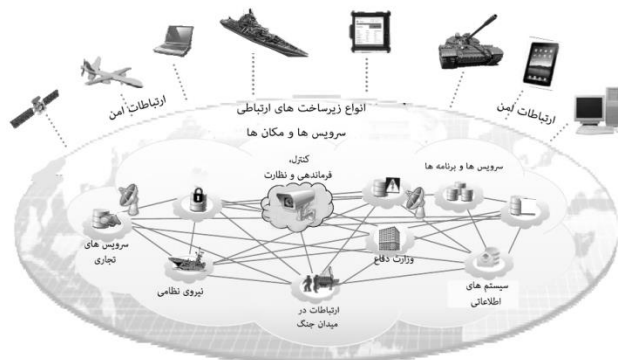 ارتباطات امن
انواع زیرساخت های ارتباطی
ارتباطات امن
سرویس ها و مکان ها
کنترل،
فرماندهی و نظارت
سرویس ها و برنامه ها
سرویس های
تجاری
وزارت دفاع
نیروی نظامی
سیستم های
اطلاعاتی
ارتباطات در
میدان جنگ